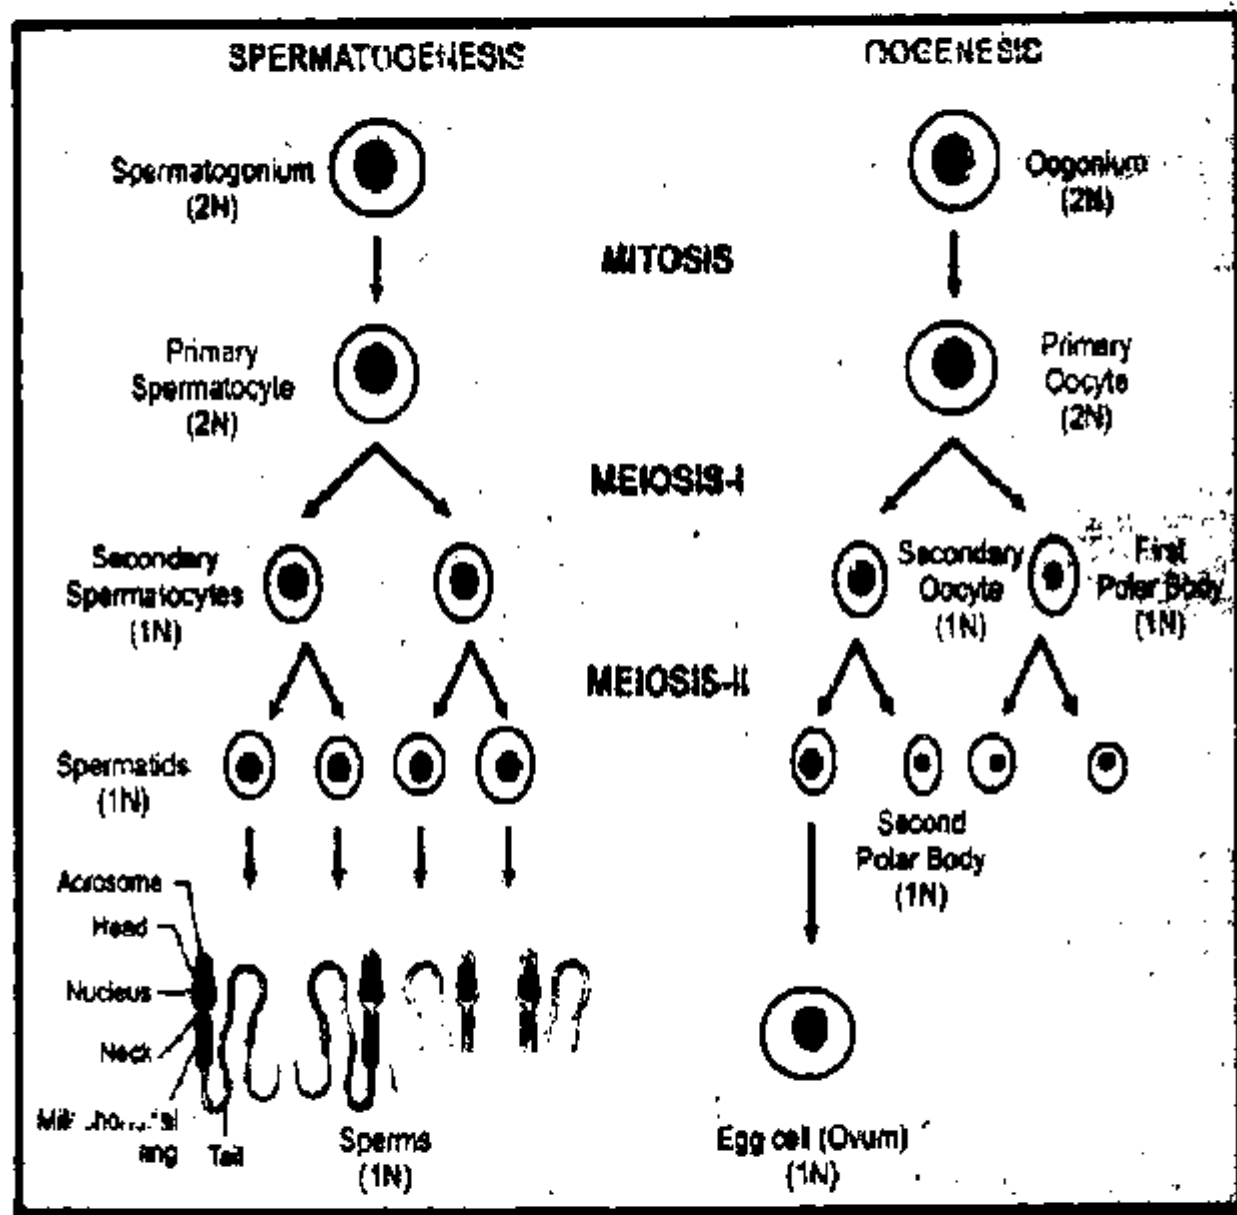 SPERMATOGENESIS
OOGENESIS
Spermatogonium
(2N)
Oogonium
(2N)
MITOSIS
Primary
Spermatocyte
(2N)
Primary
Oocyte
(2N)
MEIOSIS-I
Secondary
Spermatocytes
(1N)
Secondary
Oocyte
(1N)
First
Polar Body
(1N)
MEIOSIS-II
Spermatids
(1N)
Second
Polar Body
(1N)
Acrosome
Head
Nucleus
Neck
Tail
Sperms
(1N)
Egg cell (Ovum)
(1N)